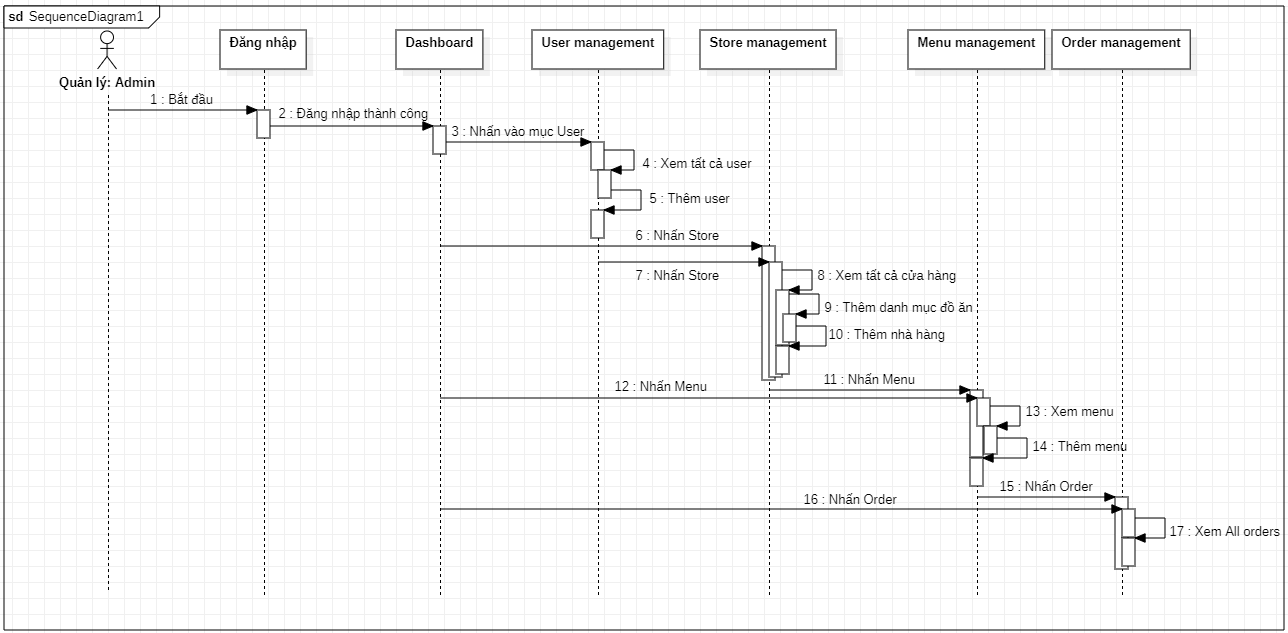 sd SequenceDiagram1
Quản lý: Admin
Đăng nhập
Dashboard
User management
Store management
Menu management
Order management
1 : Bắt đầu
2 : Đăng nhập thành công
3 : Nhấn vào mục User
4 : Xem tất cả user
5 : Thêm user
6 : Nhấn Store
7 : Nhấn Store
8 : Xem tất cả cửa hàng
9 : Thêm danh mục đồ ăn
10 : Thêm nhà hàng
11 : Nhấn Menu
12 : Nhấn Menu
13 : Xem menu
14 : Thêm menu
15 : Nhấn Order
16 : Nhấn Order
17 : Xem All orders